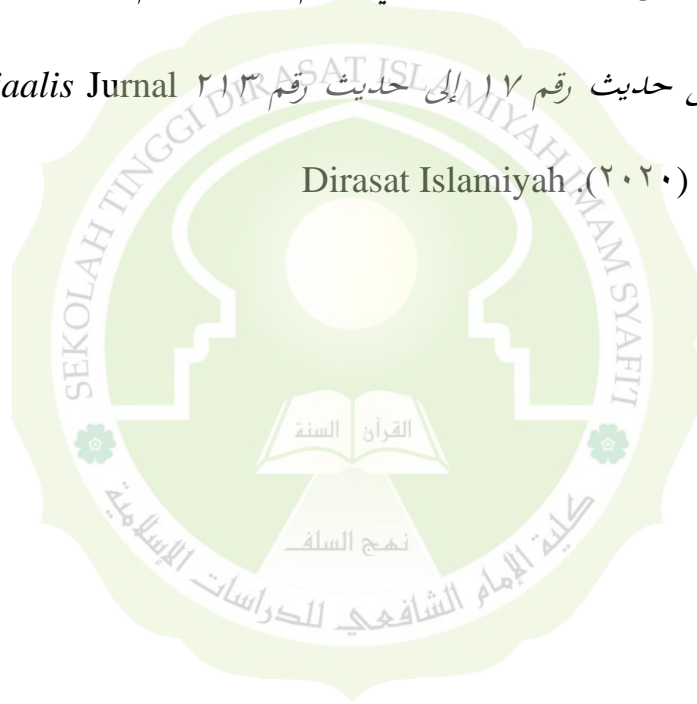 حديث رقم ١٧ إلى حديث رقم ٢١٣ aalis Jurnal
Dirasat Islamiyah .(٢٠٢٠)
SEKOLAH TINGGI DIRASAT ISLAMIYAH IMAM SYAFI'I
القرآن السنة
نهج السلف
كلية الإمام الشافعي للدراسات الإسلامية